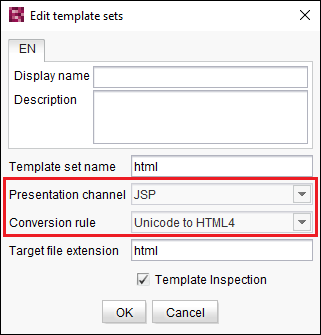 Edit template sets
EN
Display name
Description
Template set name html
Presentation channel JSP
Conversion rule Unicode to HTML4
Target file extension html
Template Inspection
OK Cancel